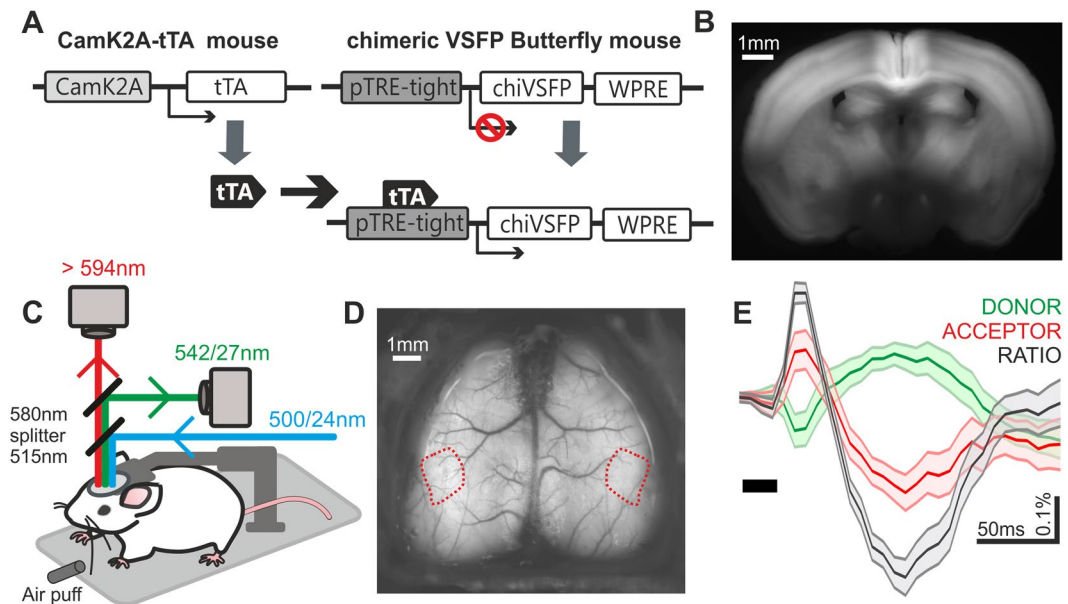 A
CamK2A-tTA mouse
chimeric VSFP Butterfly mouse
CamK2A
tTA
pTRE-tight
chiVSFP
WPRE
tTA
tTA
pTRE-tight
chiVSFP
WPRE
B
1mm
C
> 594nm
542/27nm
500/24nm
580nm
splitter
515nm
Air puff
D
1mm
E
DONOR
ACCEPTOR
RATIO
50ms
0.1%